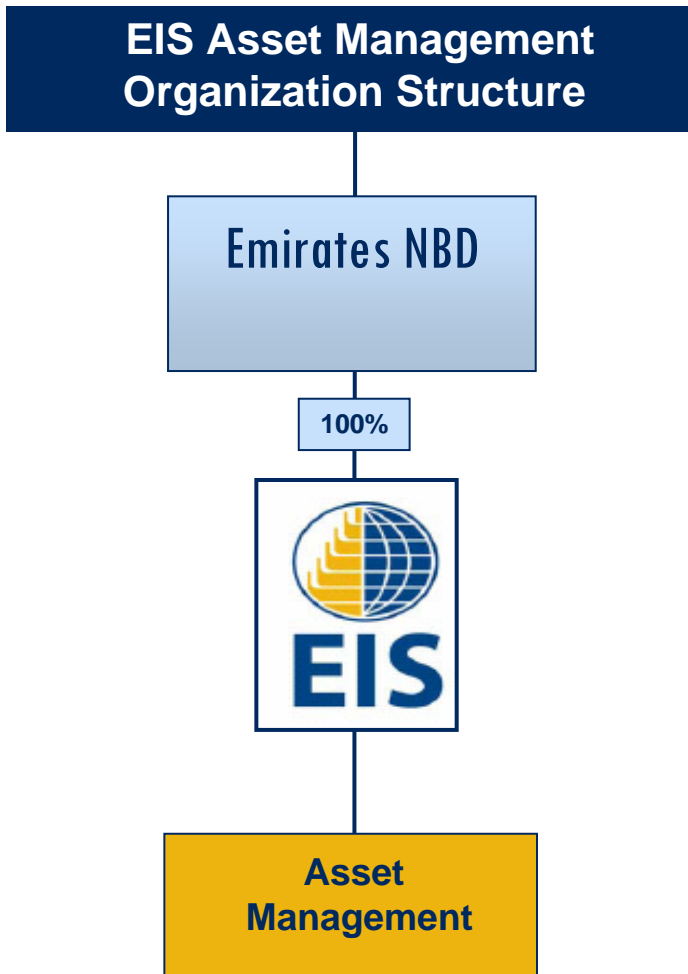 EIS Asset Management
Organization Structure
Emirates NBD
100%
EIS
Asset
Management